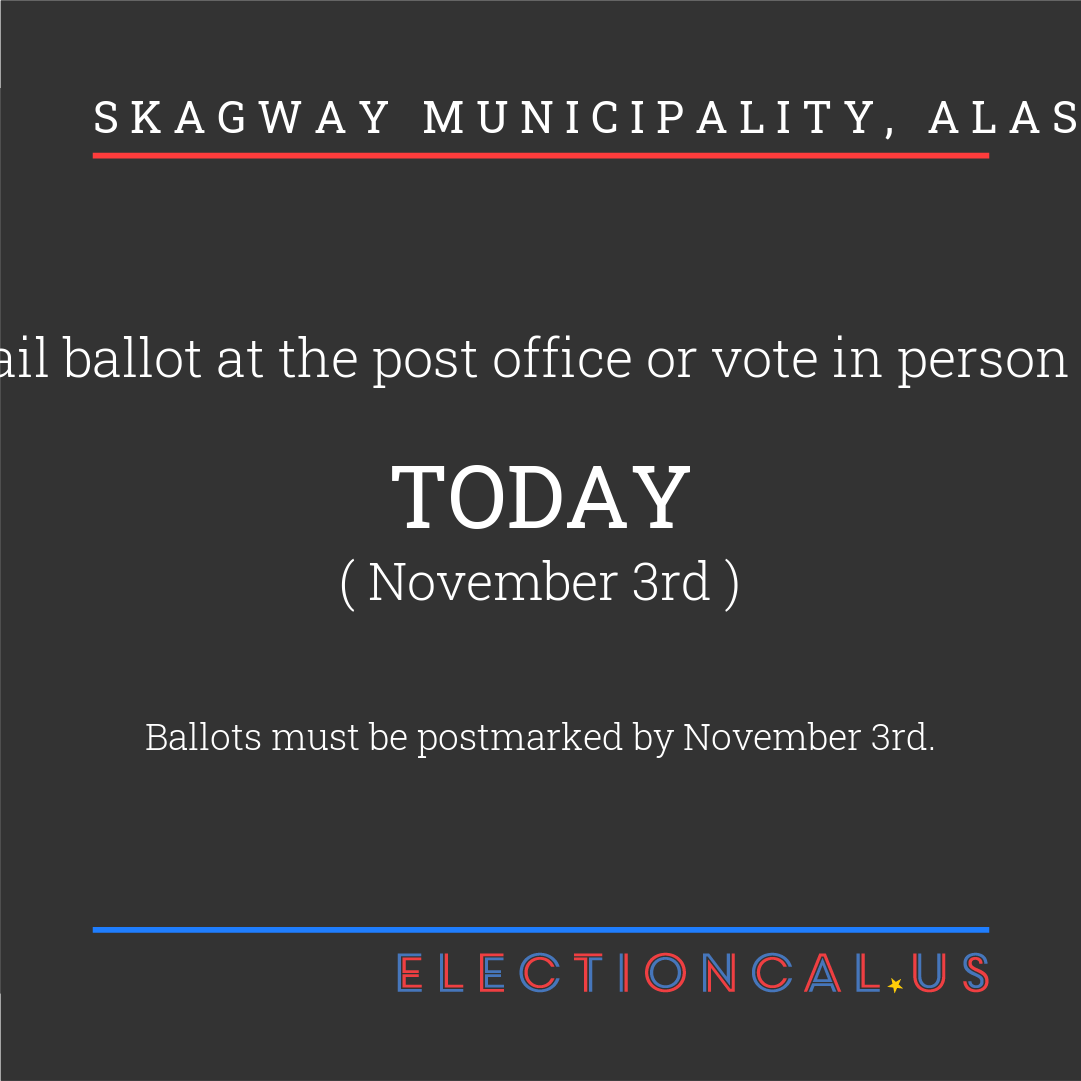 SKAGWAY MUNICIPALITY, ALAS
ail ballot at the post office or vote in person
TODAY
( November 3rd )
Ballots must be postmarked by November 3rd.
ELECTIONCAL.US